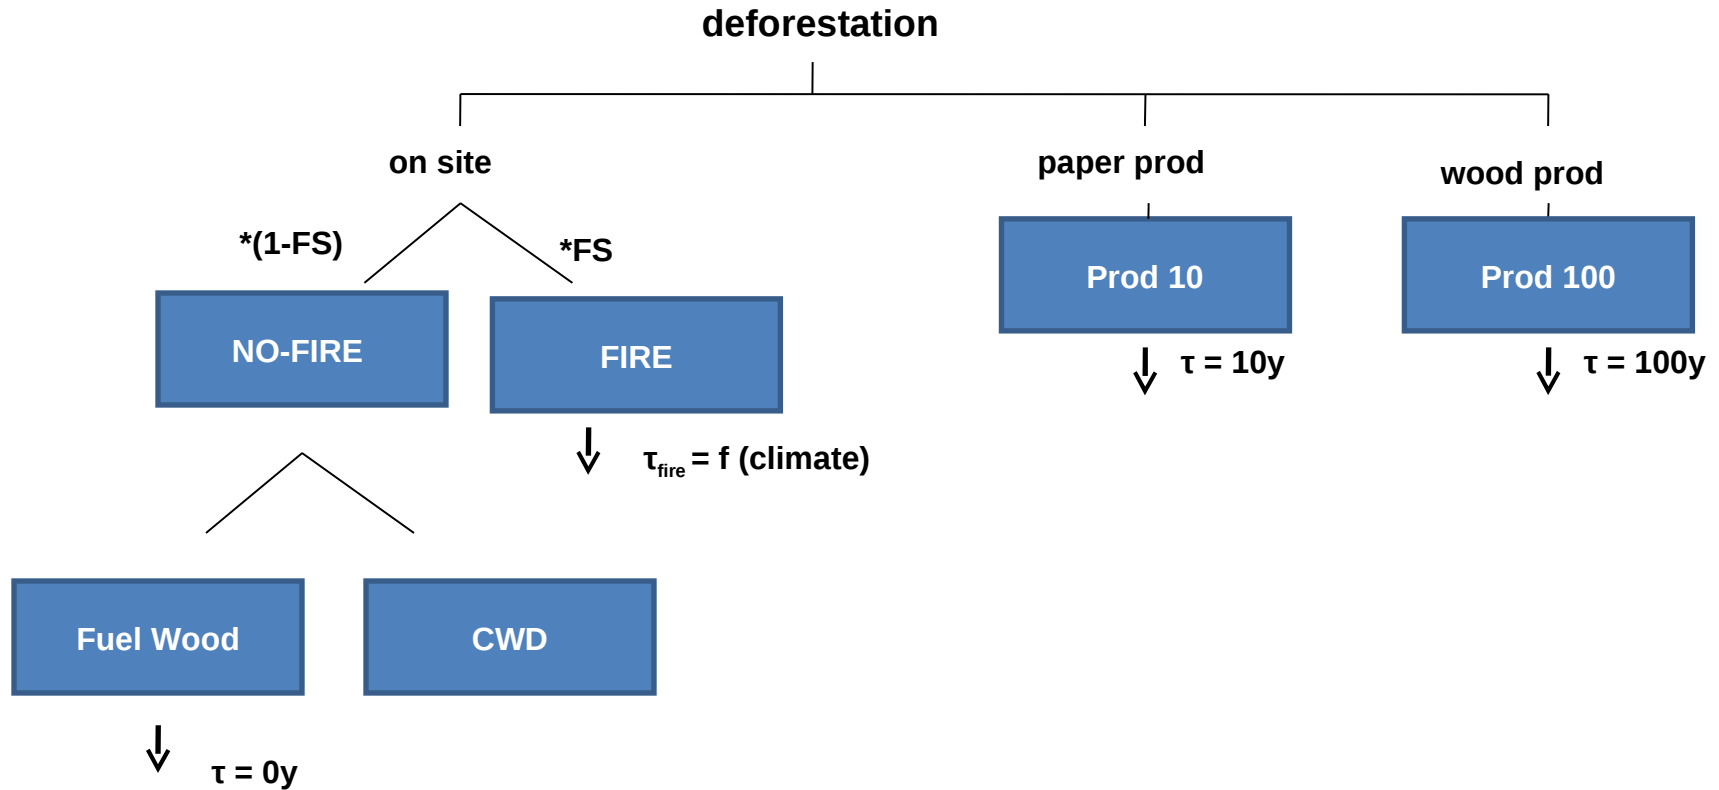 deforestation
on site
paper prod
wood prod
*(1-FS)
*FS
Prod 10
Prod 100
NO-FIRE
FIRE
τ = 10y
τ = 100y
τfire = f (climate)
Fuel Wood
CWD
τ = 0y